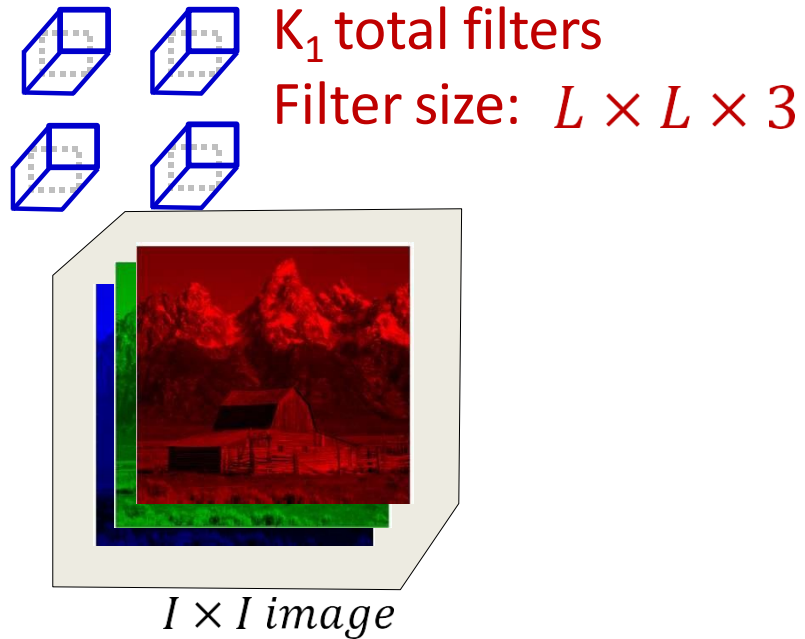 K₁ total filters
Filter size: L × L × 3
I × I image